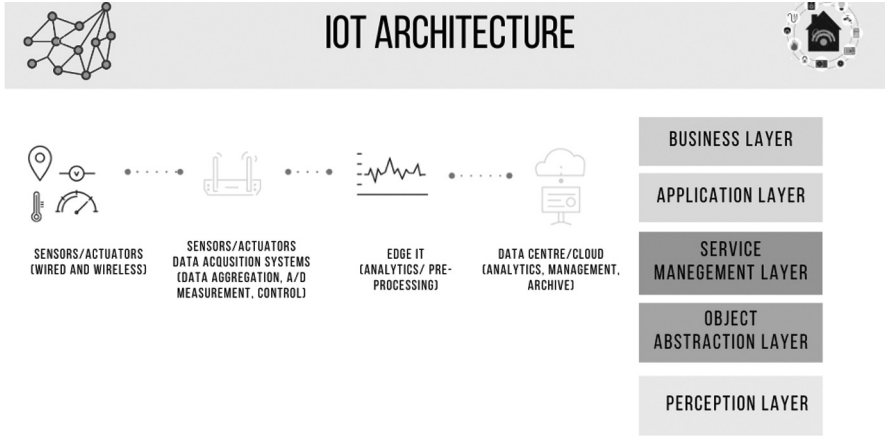 IOT ARCHITECTURE
SENSORS/ACTUATORS
(WIRED AND WIRELESS)
SENSORS/ACTUATORS
DATA ACQUSITION SYSTEMS
(DATA AGGREGATION, A/D
MEASUREMENT, CONTROL)
EDGE IT
(ANALYTICS/ PRE-
PROCESSING)
DATA CENTRE/CLOUD
(ANALYTICS, MANAGEMENT,
ARCHIVE)
BUSINESS LAYER
APPLICATION LAYER
SERVICE
MANEGEMENT LAYER
OBJECT
ABSTRACTION LAYER
PERCEPTION LAYER